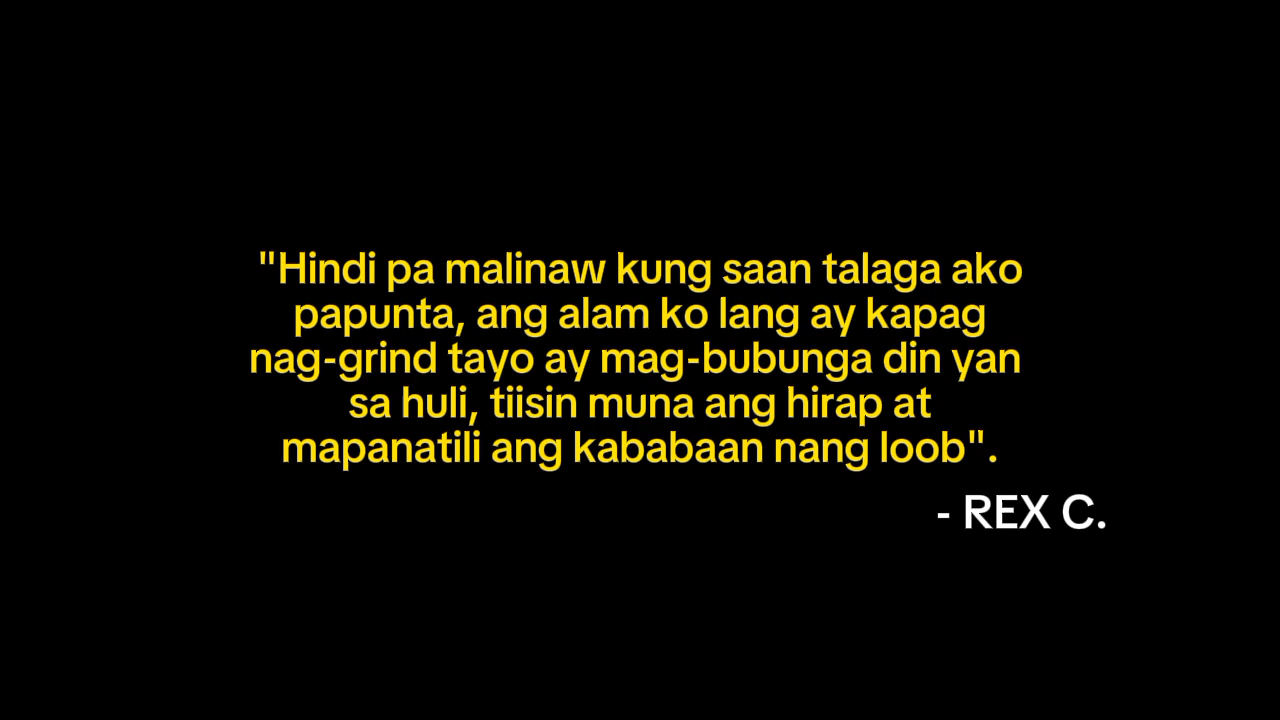 "Hindi pa malinaw kung saan talaga ako
papunta, ang alam ko lang ay kapag
nag-grind tayo ay mag-bubunga din yan
sa huli, tiisin muna ang hirap at
mapanatili ang kababaan nang loob".
- REX C.